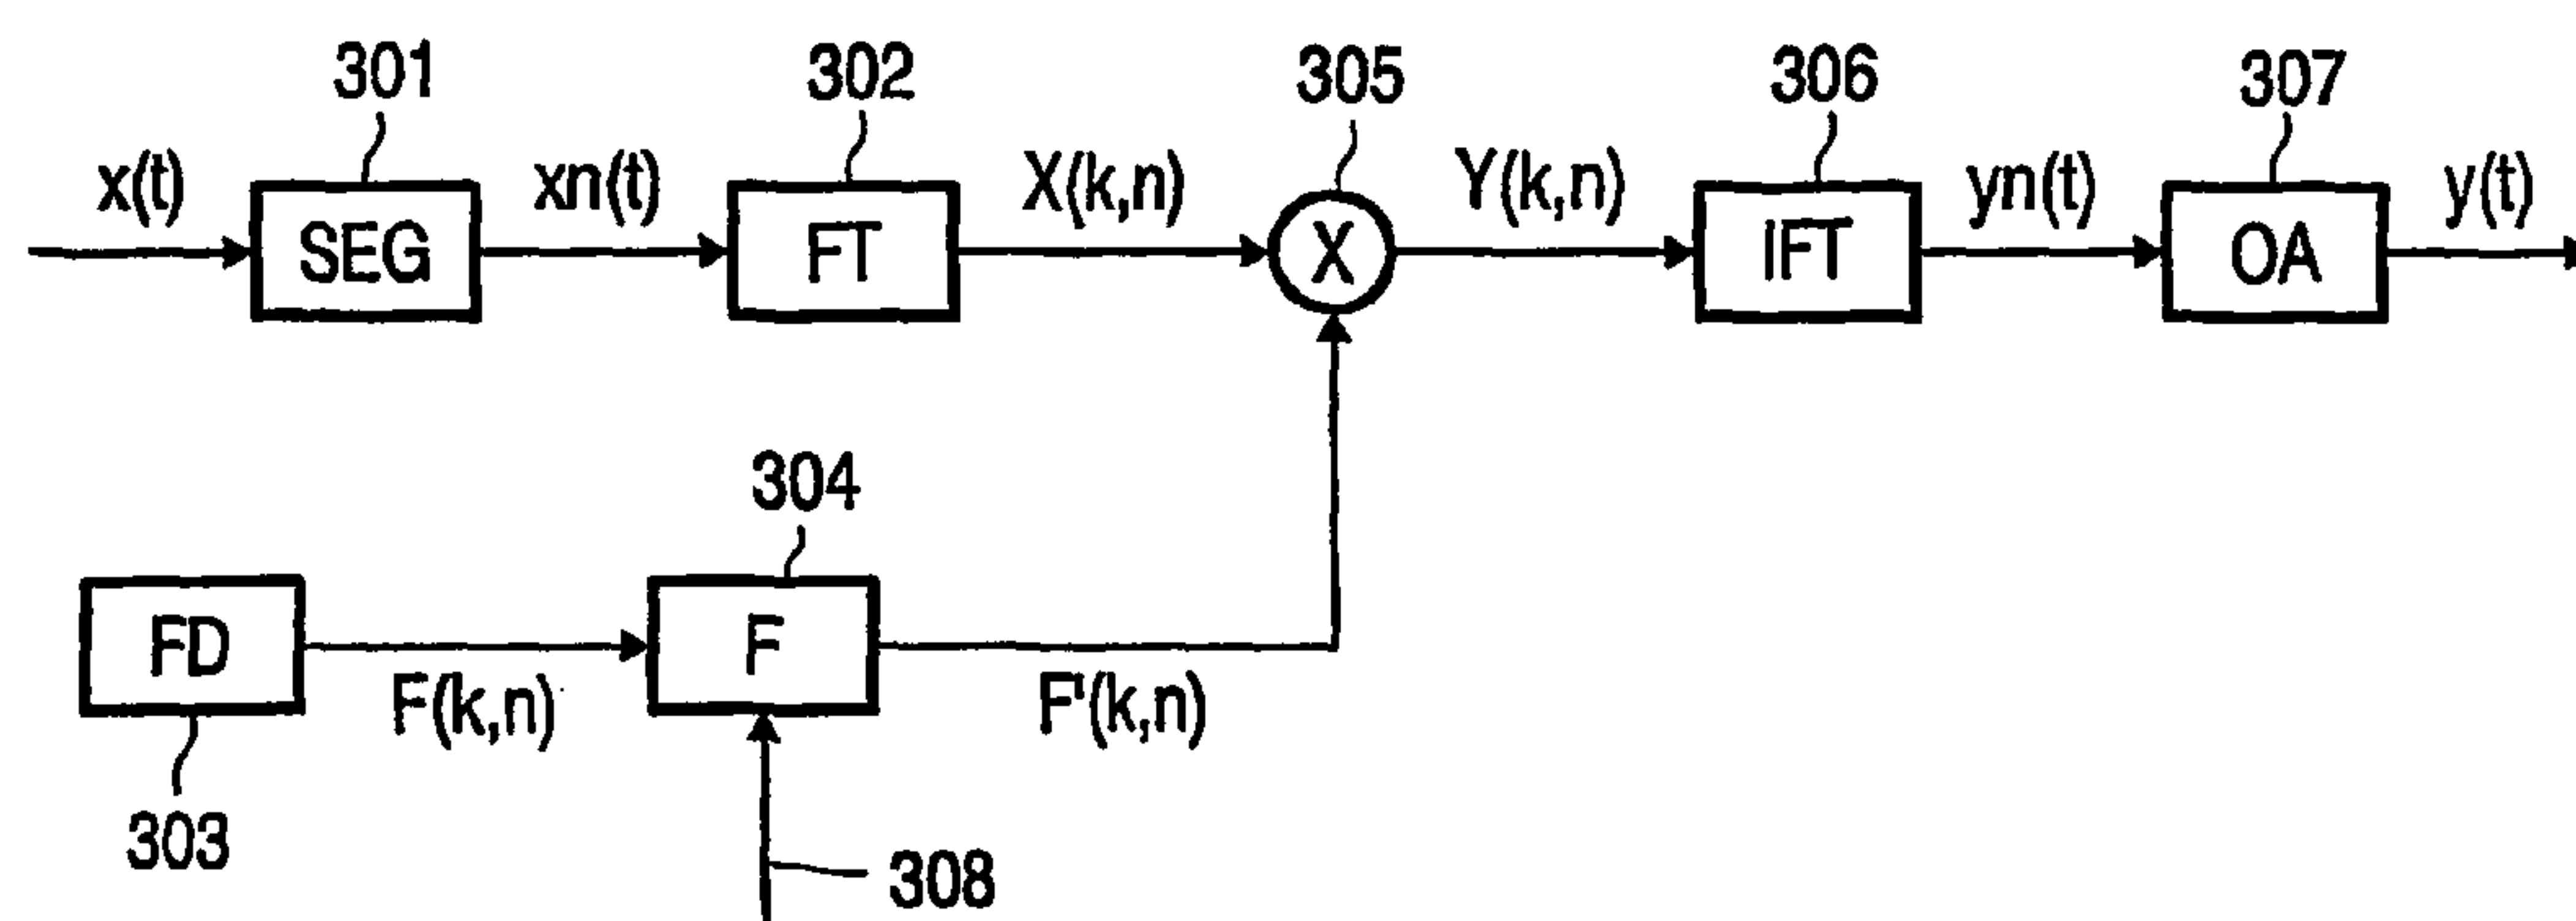 301 302 305 306 307
x(t) xn(t) X(k,n) Y(k,n) yn(t) y(t)
SEG FT X IFT OA
304
FD F
F(k,n) F'(k,n)
303 308